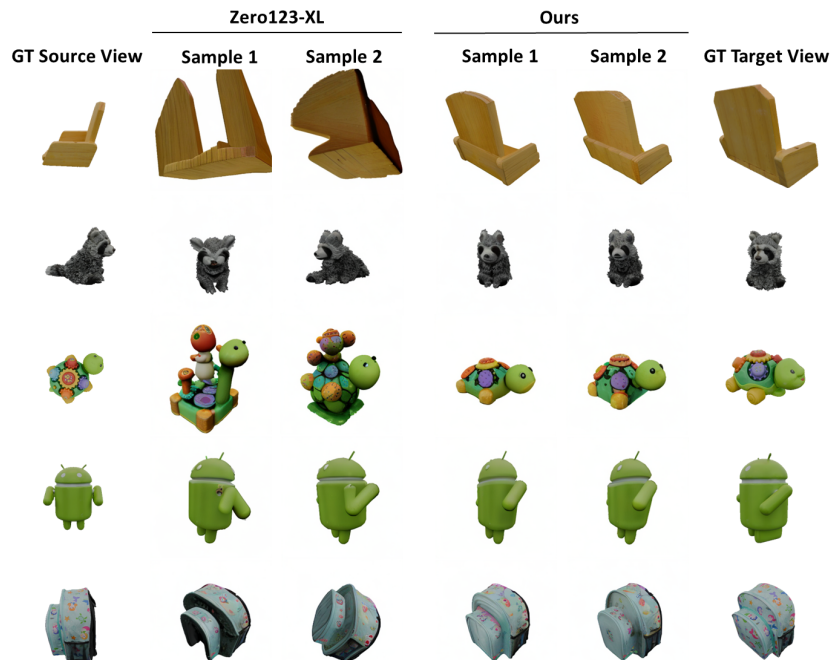 Zero123-XL
Ours
GT Source View
Sample 1
Sample 2
Sample 1
Sample 2
GT Target View